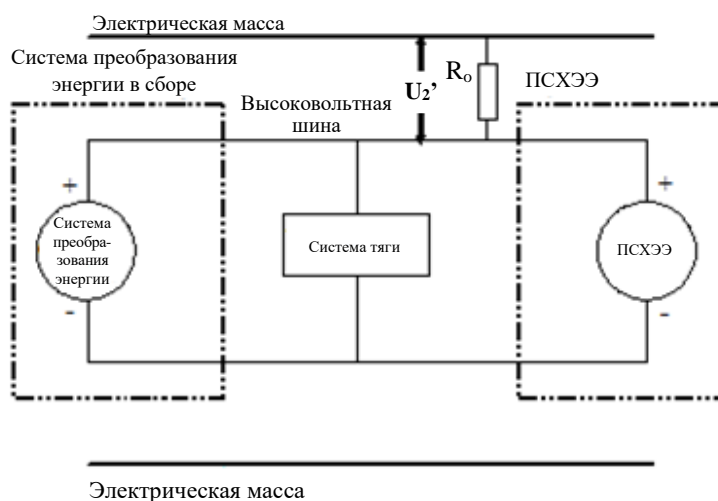 Электрическая масса
Система преобразования
энергии в сборе
U₂’
Rₒ
ПСХЭЭ
Высоковольтная
шина
+
Система
преобра-
зования
энергии
-
Система тяги
+
ПСХЭЭ
-
Электрическая масса